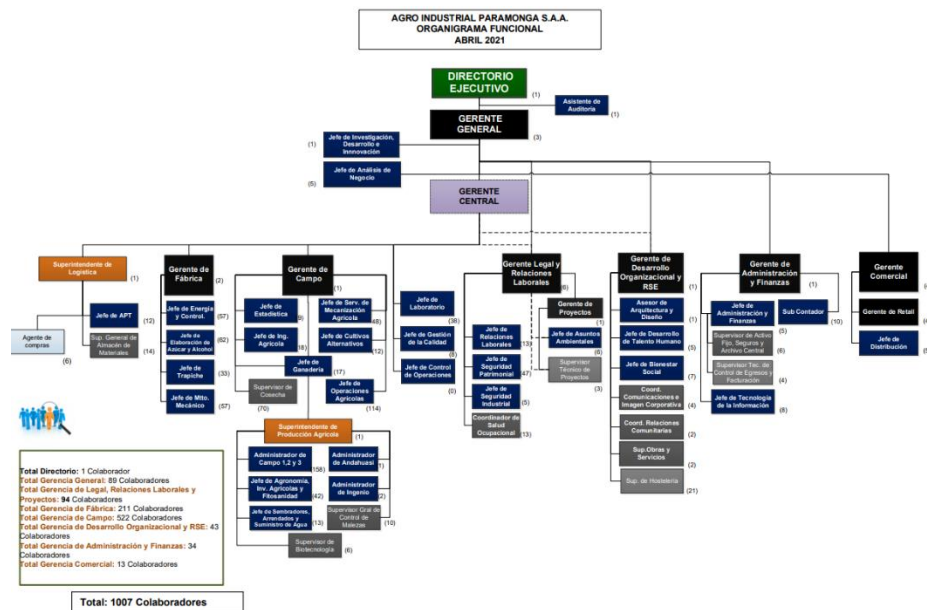 AGRO INDUSTRIAL PARAMONGA S.A.A.
ORGANIGRAMA FUNCIONAL
ABRIL 2021
DIRECTORIO
EJECUTIVO
(1)
Asistente de
Auditoría
(1)
GERENTE
GENERAL
(3)
Jefe de Investigación,
Desarrollo e
Innnovación
(1)
Jefe de Análisis de
Negocio
(5)
GERENTE
CENTRAL
Superintendente de
Logística
(1)
Jefe de APT
(12)
Agente de
compras
(6)
Sup. General de
Almacén de
Materiales
(14)
Gerente de
Fábrica
(2)
Jefe de Energía
y Control.
(57)
Jefe de
Elaboración de
Azúcar y Alcohol
(62)
Jefe de
Trapiche
(33)
Jefe de Mtto.
Mecánico
(57)
Gerente de
Campo
(1)
Jefe de
Estadística
Jefe de Serv. de
Mecanización
Agrícola
(48)
Jefe de Ing.
Agrícola
(18)
Jefe de Cultivos
Alternativos
(12)
Jefe de
Ganadería
(17)
Supervisor de
Cosecha
(70)
Jefe de
Operaciones
Agrícolas
(114)
Superintendente de
Producción Agrícola
(1)
Administrador de
Campo 1,2 y 3
(156)
Administrador de
Andahuasi
Jefe de Agronomía,
Inv. Agrícolas y
Fitosanidad
(42)
Administrador
de Ingenio
(2)
Jefe de Sembradores,
Arrendados y
Suministro de Agua
(13)
Supervisor Gral de
Control de
Malezas
(10)
Supervisor de
Biotecnología
(6)
Jefe de
Laboratorio
(38)
Jefe de Gestión
de la Calidad
(8)
Jefe de Control
de Operaciones
(0)
Gerente Legal y
Relaciones
Laborales
(6)
Jefe de
Relaciones
Laborales
(13)
Jefe de
Seguridad
Patrimonial
(47)
Jefe de
Seguridad
Industrial
(5)
Coordinador de
Salud
Ocupacional
(13)
Gerente de
Proyectos
(1)
Jefe de Asuntos
Ambientales
(6)
Supervisor
Técnico de
Proyectos
(3)
Gerente de
Desarrollo
Organizacional y
RSE
(1)
Asesor de
Arquitectura y
Diseño
(1)
Jefe de Desarrollo
de Talento Humano
(5)
Jefe de Bienestar
Social
(7)
Coord.
Comunicaciones e
Imagen Corporativa
(4)
Coord. Relaciones
Comunitarias
(2)
Sup.Obras y
Servicios
(2)
Sup. de Hostelería
(21)
Gerente de
Administración
y Finanzas
(1)
Jefe de
Administración y
Finanzas
(5)
Sub Contador
(10)
Supervisor de Activo
Fijo, Seguros y
Archivo Central
(6)
Supervisor Tec. de
Control de Egresos y
Facturación
(4)
Jefe de Tecnología
de la Información
(8)
Gerente
Comercial
Gerente de Retail
Jefe de
Distribución
Total Directorio: 1 Colaborador
Total Gerencia General: 89 Colaboradores
Total Gerencia de Legal, Relaciones Laborales y
Proyectos: 94 Colaboradores
Total Gerencia de Fábrica: 211 Colaboradores
Total Gerencia de Campo: 522 Colaboradores
Total Gerencia de Desarrollo Organizacional y RSE: 43
Colaboradores
Total Gerencia de Administración y Finanzas: 34
Colaboradores
Total Gerencia Comercial: 13 Colaboradores
Total: 1007 Colaboradores